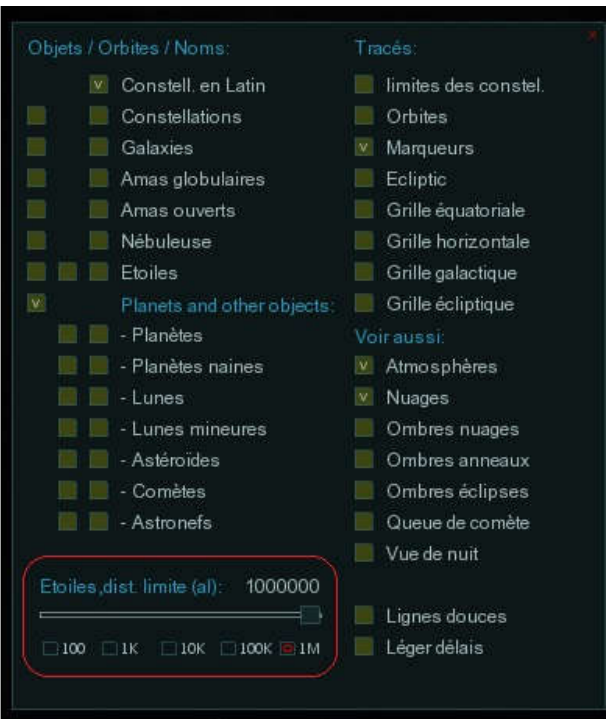 Objets / Orbites / Noms:
Constell. en Latin
Constellations
Galaxies
Amas globulaires
Amas ouverts
Nébuleuse
Etoiles
Planets and other objects:
- Planètes
- Planètes naines
- Lunes
- Lunes mineures
- Astéroïdes
- Comètes
- Astronefs
Etoiles,dist. limite (al): 1000000
100 1K 10K 100K 1M
Tracés:
limites des constel.
Orbites
Marqueurs
Ecliptic
Grille équatoriale
Grille horizontale
Grille galactique
Grille écliptique
Voir aussi:
Atmosphères
Nuages
Ombres nuages
Ombres anneaux
Ombres éclipses
Queue de comète
Vue de nuit
Lignes douces
Léger délais